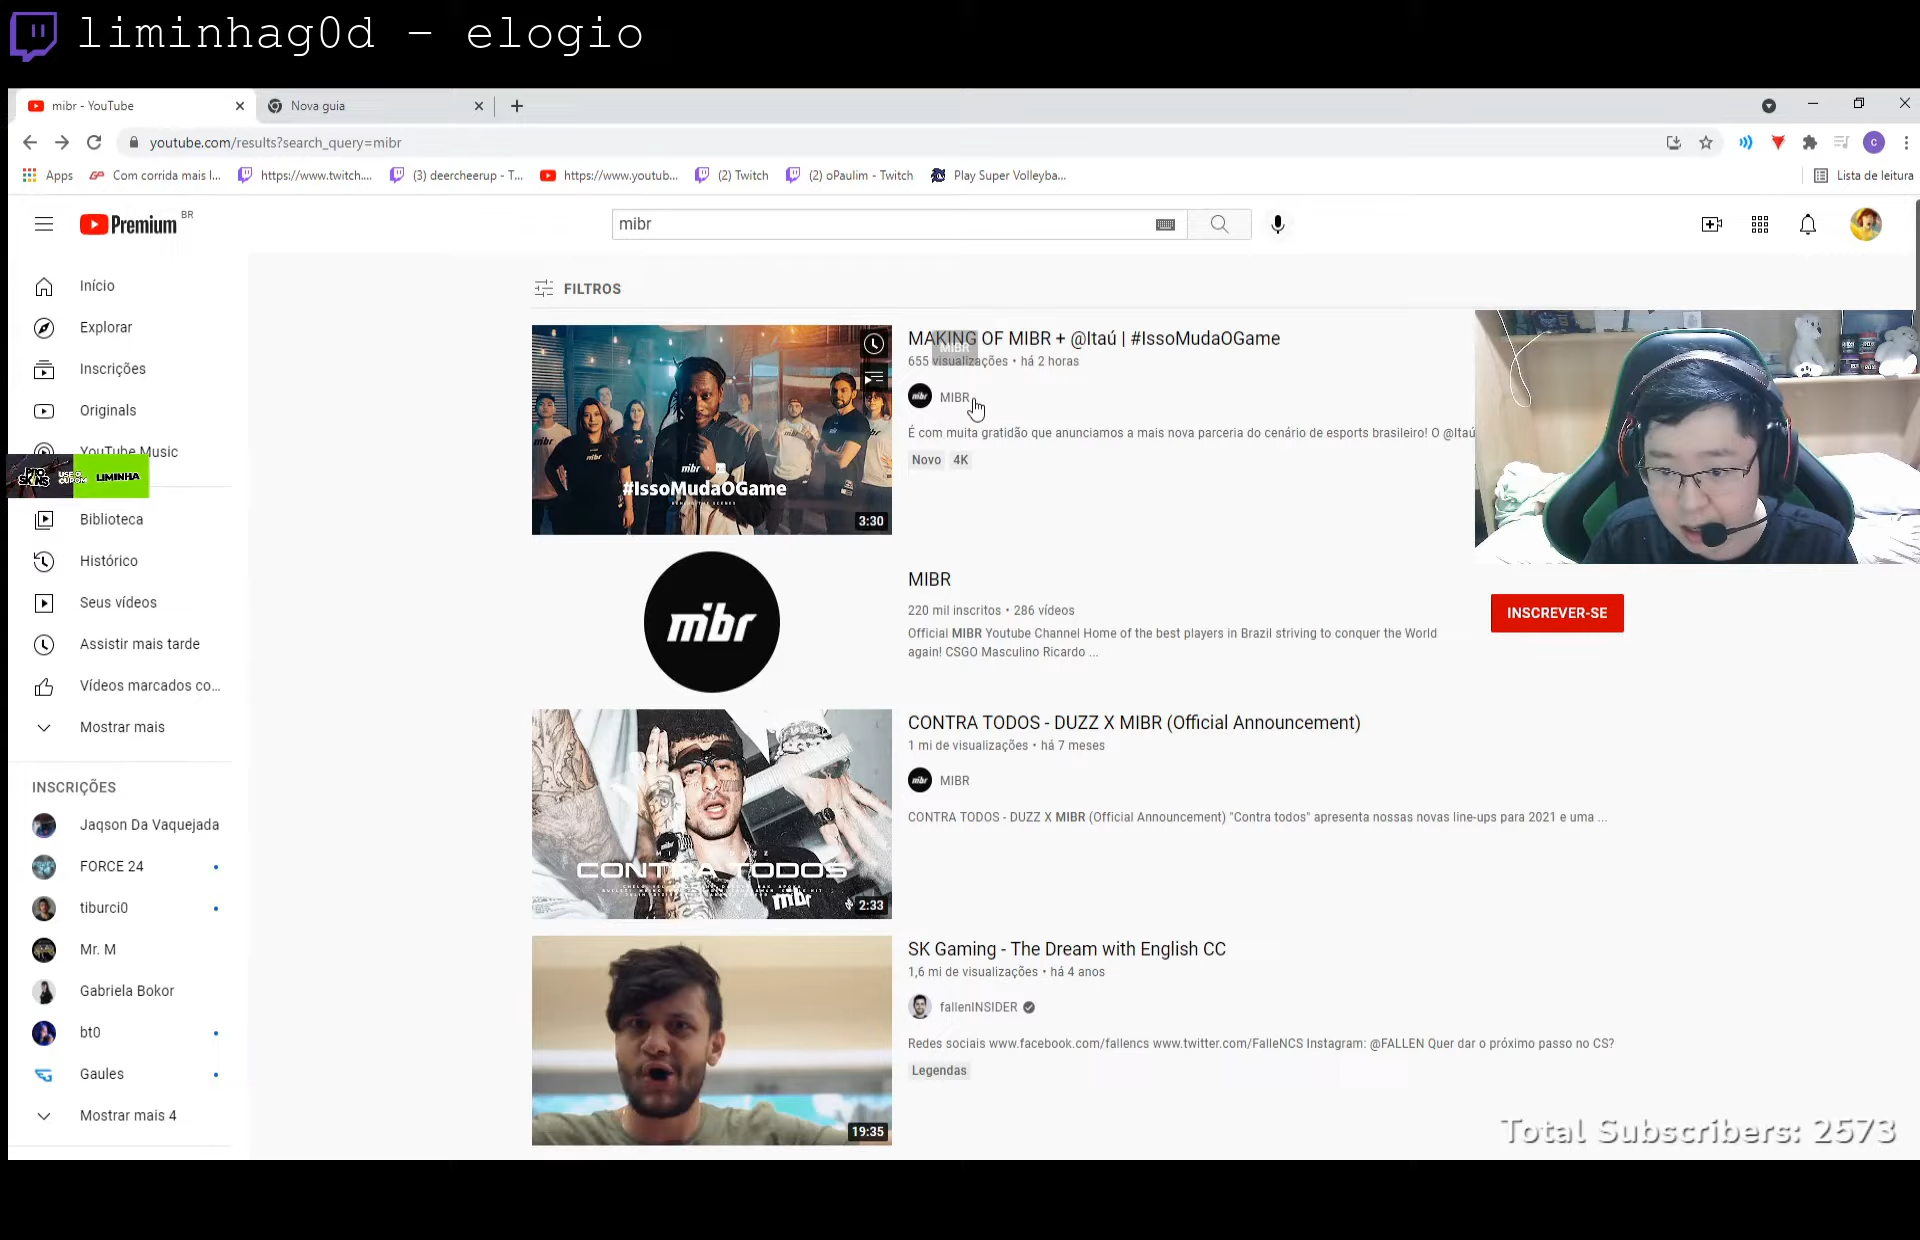 liminhag0d - elogio
mibr - YouTube
Nova guia
youtube.com/results?search_query=mibr
Apps
Com corrida mais l...
https://www.twitch....
(3) deercheerup - T...
https://www.youtub...
(2) Twitch
(2) oPaulim - Twitch
Play Super Volleyba...
Lista de leitura
Premium BR
mibr
Início
Explorar
Inscrições
Originals
YouTube Music
PRO SKINS USE O CUPOM LIMINHA
Biblioteca
Histórico
Seus vídeos
Assistir mais tarde
Vídeos marcados co...
Mostrar mais
INSCRIÇÕES
Jaqson Da Vaquejada
FORCE 24
tiburci0
Mr. M
Gabriela Bokor
bt0
Gaules
Mostrar mais 4
FILTROS
mibr
#IssoMudaOGame
3:30
MAKING OF MIBR + @Itaú | #IssoMudaOGame
MIBR
655 visualizações • há 2 horas
MIBR
É com muita gratidão que anunciamos a mais nova parceria do cenário de esports brasileiro! O @Itaú
Novo 4K
mibr
MIBR
220 mil inscritos • 286 vídeos
Official MIBR Youtube Channel Home of the best players in Brazil striving to conquer the World
again! CSGO Masculino Ricardo ...
INSCREVER-SE
CONTRA TODOS
mibr
2:33
CONTRA TODOS - DUZZ X MIBR (Official Announcement)
1 mi de visualizações • há 7 meses
MIBR
CONTRA TODOS - DUZZ X MIBR (Official Announcement) "Contra todos" apresenta nossas novas line-ups para 2021 e uma ...
19:35
SK Gaming - The Dream with English CC
1,6 mi de visualizações • há 4 anos
fallenINSIDER
Redes sociais www.facebook.com/fallencs www.twitter.com/FalleNCS Instagram: @FALLEN Quer dar o próximo passo no CS?
Legendas
Total Subscribers: 2573